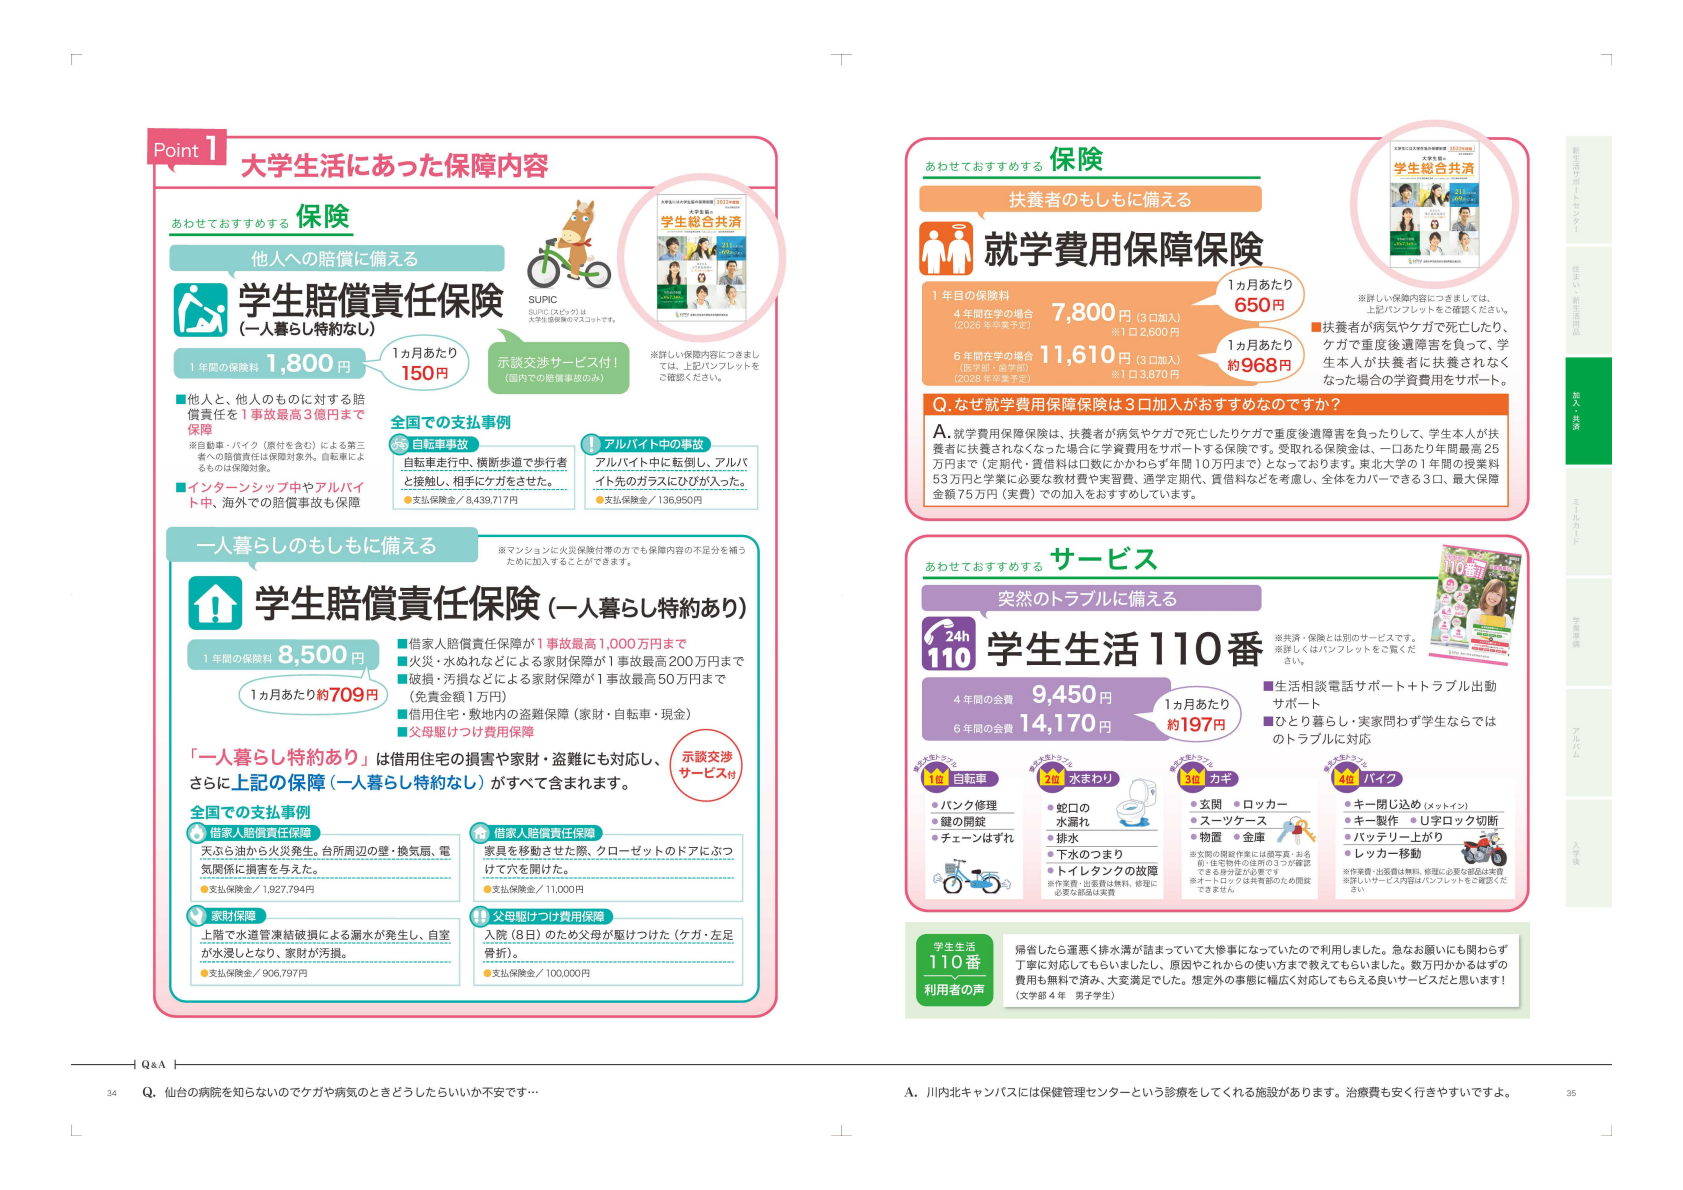 Point 1
大学生活にあった保障内容
あわせておすすめする 保険
他人への賠償に備える
学生賠償責任保険
(一人暮らし特約なし)
1年間の保険料 1,800円
1ヵ月あたり
150円
SUPIC
SUPIC(スピック)は
大学生協保険のマスコットです。
示談交渉サービス付!
(国内での賠償事故のみ)
学生総合共済
※詳しい保障内容につきまし
ては、上記パンフレットを
ご確認ください。
■他人と、他人のものに対する賠
償責任を1事故最高3億円まで
保障
※自動車・バイク(原付を含む)による第三
者への賠償責任は保障対象外。自転車によ
るものは保障対象。
■インターンシップ中やアルバイ
ト中、海外での賠償事故も保障
全国での支払事例
自転車事故
自転車走行中、横断歩道で歩行者
と接触し、相手にケガをさせた。
●支払保険金/8,439,717円
アルバイト中の事故
アルバイト中に転倒し、アルバ
イト先のガラスにひびが入った。
●支払保険金/136,950円
一人暮らしのもしもに備える
※マンションに火災保険付帯の方でも保障内容の不足分を補う
ために加入することができます。
学生賠償責任保険(一人暮らし特約あり)
1年間の保険料 8,500円
1ヵ月あたり約709円
■借家人賠償責任保障が1事故最高1,000万円まで
■火災・水ぬれなどによる家財保障が1事故最高200万円まで
■破損・汚損などによる家財保障が1事故最高50万円まで
(免責金額1万円)
■借用住宅・敷地内の盗難保障(家財・自転車・現金)
■父母駆けつけ費用保障
「一人暮らし特約あり」は借用住宅の損害や家財・盗難にも対応し、
さらに上記の保障(一人暮らし特約なし)がすべて含まれます。
示談交渉
サービス付
全国での支払事例
借家人賠償責任保障
天ぷら油から火災発生。台所周辺の壁・換気扇、電
気関係に損害を与えた。
●支払保険金/1,927,794円
借家人賠償責任保障
家具を移動させた際、クローゼットのドアにぶつ
けて穴を開けた。
●支払保険金/11,000円
家財保障
上階で水道管凍結破損による漏水が発生し、自室
が水浸しとなり、家財が汚損。
●支払保険金/906,797円
父母駆けつけ費用保障
入院(8日)のため父母が駆けつけた(ケガ・左足
骨折)。
●支払保険金/100,000円
あわせておすすめする 保険
扶養者のもしもに備える
就学費用保障保険
1年目の保険料
4年間在学の場合
(2026年卒業予定)
7,800円(3口加入)
※1口2,600円
1ヵ月あたり
650円
6年間在学の場合
(医学部・歯学部)
(2028年卒業予定)
11,610円(3口加入)
※1口3,870円
1ヵ月あたり
約968円
学生総合共済
※詳しい保障内容につきましては、
上記パンフレットをご確認ください。
■扶養者が病気やケガで死亡したり、
ケガで重度後遺障害を負って、学
生本人が扶養者に扶養されなく
なった場合の学資費用をサポート。
Q.なぜ就学費用保障保険は3口加入がおすすめなのですか?
A.就学費用保障保険は、扶養者が病気やケガで死亡したりケガで重度後遺障害を負ったりして、学生本人が扶
養者に扶養されなくなった場合に学資費用をサポートする保険です。受取れる保険金は、一口あたり年間最高25
万円まで(定期代・賃借料は口数にかかわらず年間10万円まで)となっております。東北大学の1年間の授業料
53万円と学業に必要な教材費や実習費、通学定期代、賃借料などを考慮し、全体をカバーできる3口、最大保障
金額75万円(実費)での加入をおすすめしています。
あわせておすすめする サービス
突然のトラブルに備える
24h
110
学生生活110番
110番
※共済・保険とは別のサービスです。
※詳しくはパンフレットをご覧くだ
さい。
4年間の会費 9,450円
6年間の会費 14,170円
1ヵ月あたり
約197円
■生活相談電話サポート+トラブル出動
サポート
■ひとり暮らし・実家問わず学生ならでは
のトラブルに対応
東北大生トラブル
1位 自転車
●パンク修理
●鍵の開錠
●チェーンはずれ
東北大生トラブル
2位 水まわり
●蛇口の
水漏れ
●排水
●下水のつまり
●トイレタンクの故障
※作業費・出張費は無料、修理に
必要な部品は実費
東北大生トラブル
3位 カギ
●玄関 ●ロッカー
●スーツケース
●物置 ●金庫
※玄関の開錠作業には顔写真・お名
前・住宅物件の住所の3つが確認
できる身分証が必要です
※オートロックは共有部のため開錠
できません
東北大生トラブル
4位 バイク
●キー閉じ込め(メットイン)
●キー製作 ●U字ロック切断
●バッテリー上がり
●レッカー移動
※作業費・出張費は無料、修理に必要な部品は実費
※詳しいサービス内容はパンフレットをご確認くだ
さい
学生生活
110番
利用者の声
帰省したら運悪く排水溝が詰まっていて大惨事になっていたので利用しました。急なお願いにも関わらず
丁寧に対応してもらいましたし、原因やこれからの使い方まで教えてもらいました。数万円かかるはずの
費用も無料で済み、大変満足でした。想定外の事態に幅広く対応してもらえる良いサービスだと思います!
(文学部4年 男子学生)
新生活サポートセンター
住まい・新生活用品
加入・共済
ミールカード
学業準備
アルバム
入学後
Q&A
34
Q. 仙台の病院を知らないのでケガや病気のときどうしたらいいか不安です…
A. 川内北キャンパスには保健管理センターという診療をしてくれる施設があります。治療費も安く行きやすいですよ。
35